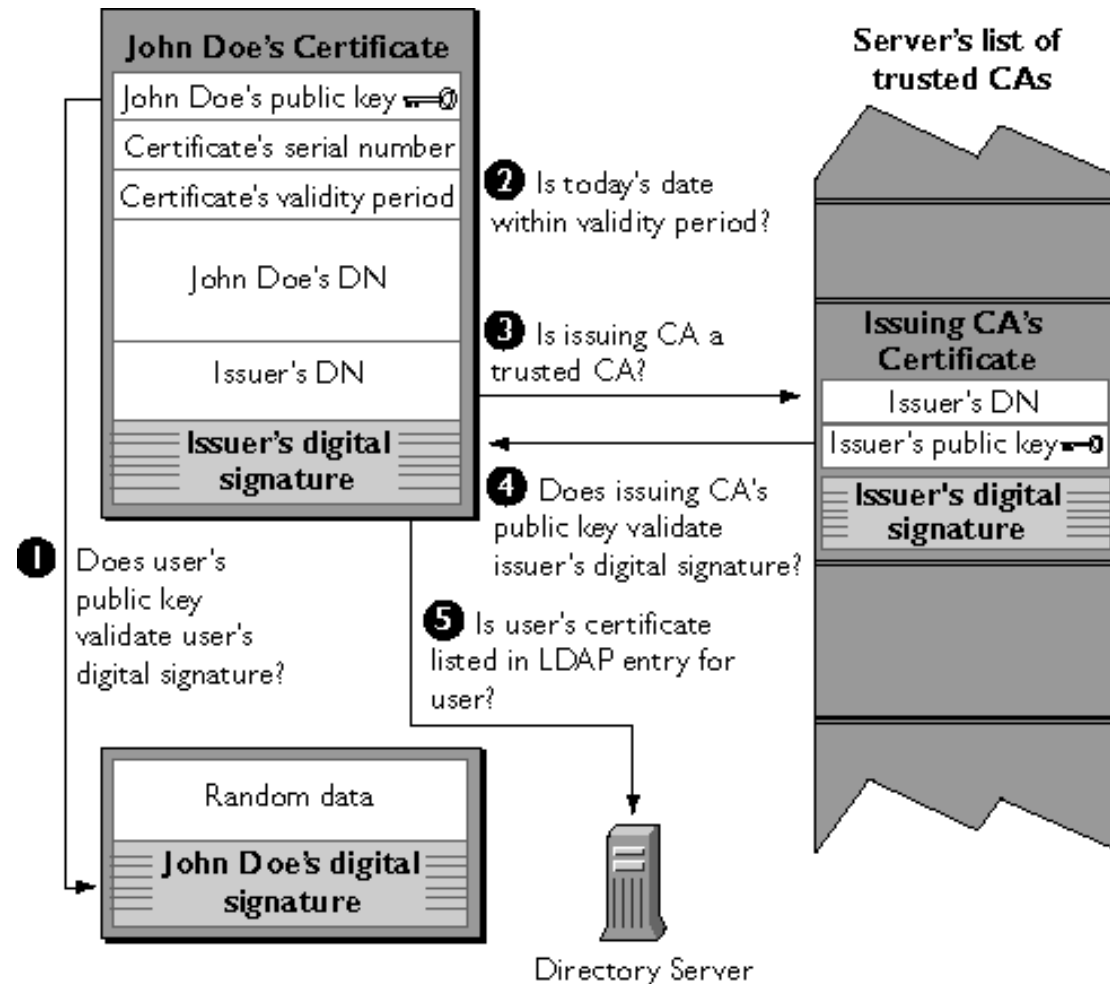 John Doe's Certificate
John Doe's public key
Certificate's serial number
Certificate's validity period
John Doe's DN
Issuer's DN
Issuer's digital
signature
Server's list of
trusted CAs
2 Is today's date
within validity period?
3 Is issuing CA a
trusted CA?
Issuing CA's
Certificate
Issuer's DN
Issuer's public key
Issuer's digital
signature
4 Does issuing CA's
public key validate
issuer's digital signature?
1 Does user's
public key
validate user's
digital signature?
5 Is user's certificate
listed in LDAP entry for
user?
Random data
John Doe's digital
signature
Directory Server